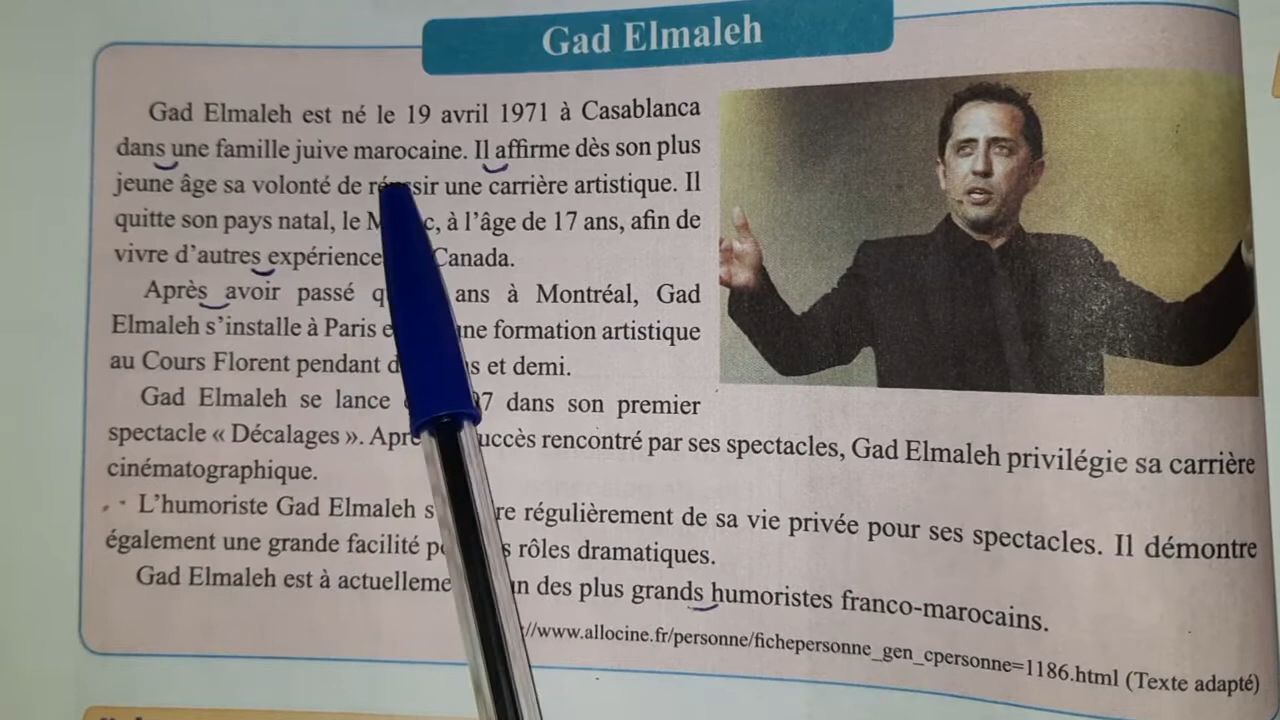 Gad Elmaleh
Gad Elmaleh est né le 19 avril 1971 à Casablanca
dans une famille juive marocaine. Il affirme dès son plus
jeune âge sa volonté de réussir une carrière artistique. Il
quitte son pays natal, le Maroc, à l'âge de 17 ans, afin de
vivre d'autres expérience Canada.
Après avoir passé ans à Montréal, Gad
Elmaleh s'installe à Paris une formation artistique
au Cours Florent pendant et demi.
Gad Elmaleh se lance dans son premier
spectacle « Décalages ». Après succès rencontré par ses spectacles, Gad Elmaleh privilégie sa carrière
cinématographique.
L'humoriste Gad Elmaleh régulièrement de sa vie privée pour ses spectacles. Il démontre
également une grande facilité rôles dramatiques.
Gad Elmaleh est à actuellement des plus grands humoristes franco-marocains.
//www.allocine.fr/personne/fichepersonne_gen_cpersonne=1186.html (Texte adapté)